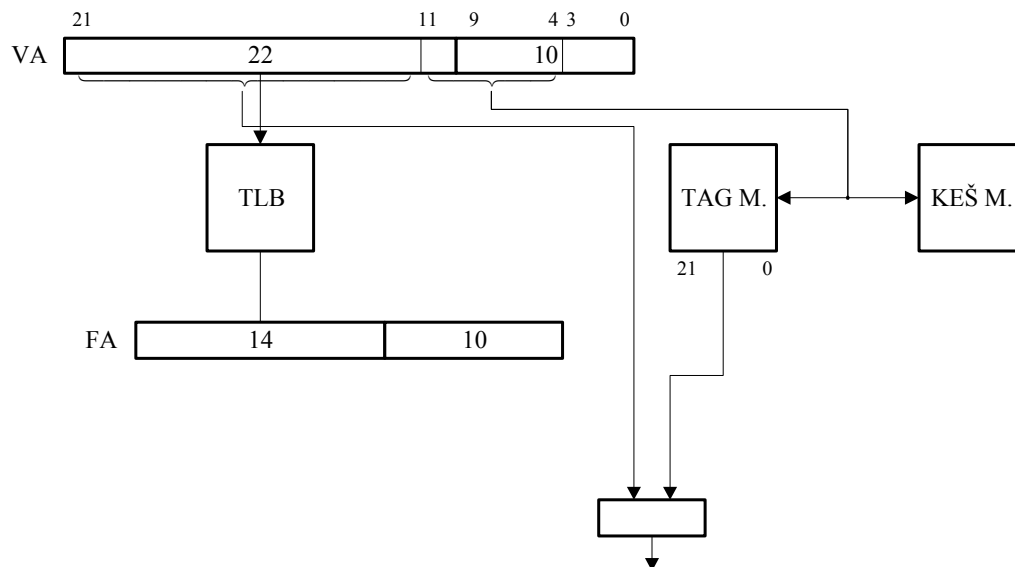 21 11 9 4 3 0
VA 22 10
TLB TAG M. KEŠ M.
21 0
FA 14 10